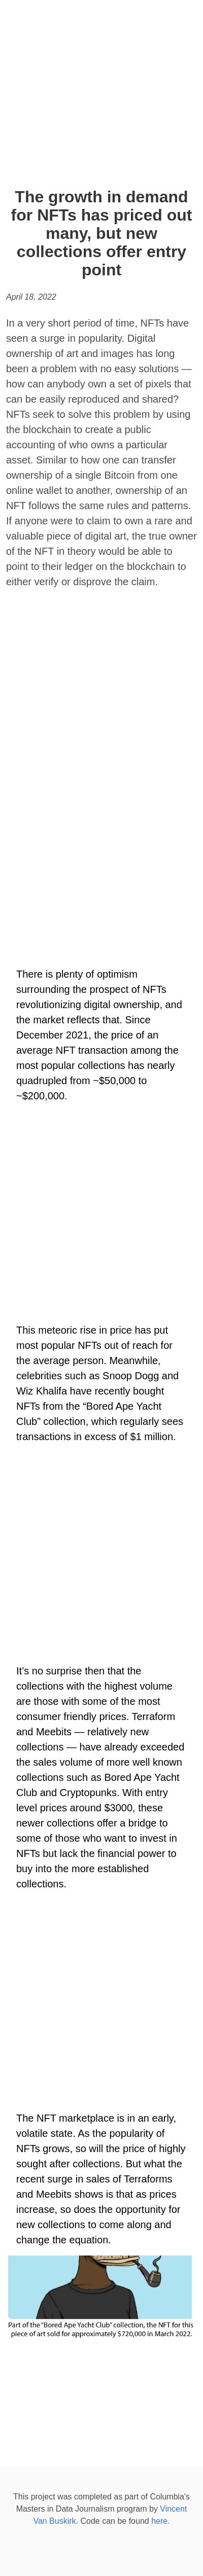 The growth in demand
for NFTs has priced out
many, but new
collections offer entry
point
April 18, 2022
In a very short period of time, NFTs have
seen a surge in popularity. Digital
ownership of art and images has long
been a problem with no easy solutions —
how can anybody own a set of pixels that
can be easily reproduced and shared?
NFTs seek to solve this problem by using
the blockchain to create a public
accounting of who owns a particular
asset. Similar to how one can transfer
ownership of a single Bitcoin from one
online wallet to another, ownership of an
NFT follows the same rules and patterns.
If anyone were to claim to own a rare and
valuable piece of digital art, the true owner
of the NFT in theory would be able to
point to their ledger on the blockchain to
either verify or disprove the claim.
There is plenty of optimism
surrounding the prospect of NFTs
revolutionizing digital ownership, and
the market reflects that. Since
December 2021, the price of an
average NFT transaction among the
most popular collections has nearly
quadrupled from ~$50,000 to
~$200,000.
This meteoric rise in price has put
most popular NFTs out of reach for
the average person. Meanwhile,
celebrities such as Snoop Dogg and
Wiz Khalifa have recently bought
NFTs from the “Bored Ape Yacht
Club” collection, which regularly sees
transactions in excess of $1 million.
It’s no surprise then that the
collections with the highest volume
are those with some of the most
consumer friendly prices. Terraform
and Meebits — relatively new
collections — have already exceeded
the sales volume of more well known
collections such as Bored Ape Yacht
Club and Cryptopunks. With entry
level prices around $3000, these
newer collections offer a bridge to
some of those who want to invest in
NFTs but lack the financial power to
buy into the more established
collections.
The NFT marketplace is in an early,
volatile state. As the popularity of
NFTs grows, so will the price of highly
sought after collections. But what the
recent surge in sales of Terraforms
and Meebits shows is that as prices
increase, so does the opportunity for
new collections to come along and
change the equation.
Part of the “Bored Ape Yacht Club” collection, the NFT for this
piece of art sold for approximately $720,000 in March 2022.
This project was completed as part of Columbia's
Masters in Data Journalism program by Vincent
Van Buskirk. Code can be found here.